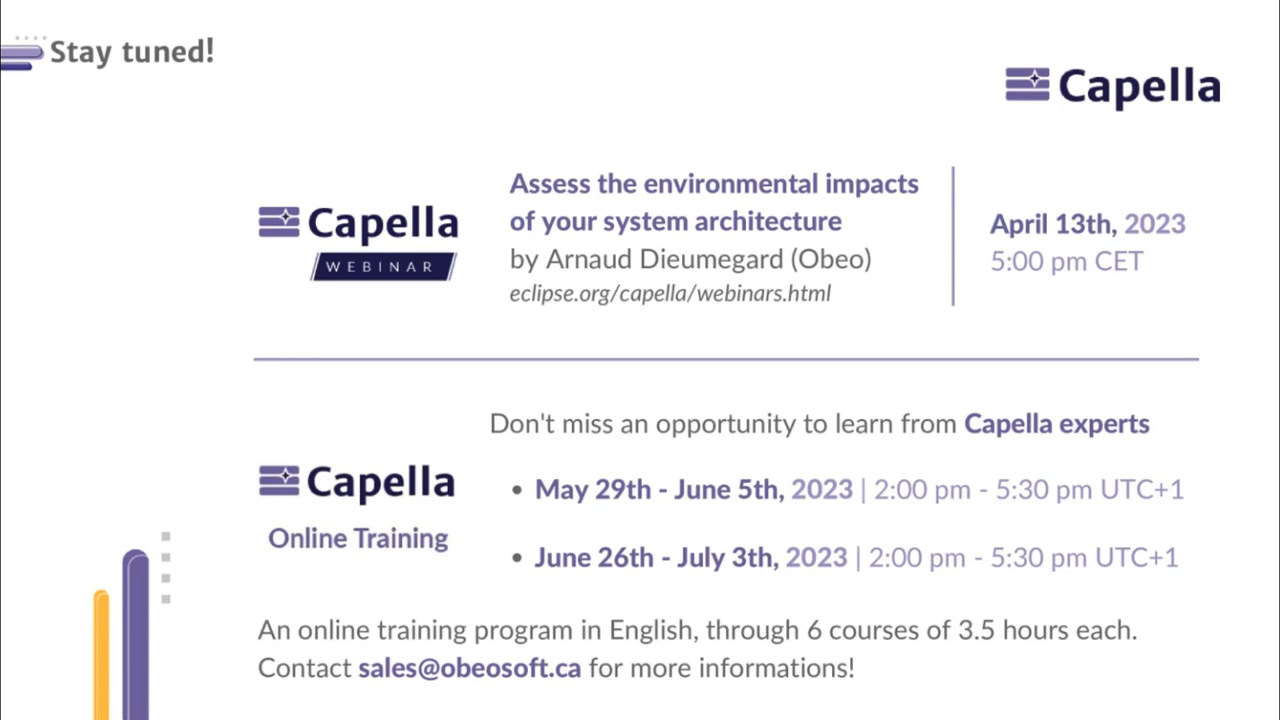 Stay tuned!
Capella
Assess the environmental impacts
of your system architecture
by Arnaud Dieumegard (Obeo)
eclipse.org/capella/webinars.html
Capella
WEBINAR
April 13th, 2023
5:00 pm CET
Don't miss an opportunity to learn from Capella experts
Capella
Online Training
• May 29th - June 5th, 2023 | 2:00 pm - 5:30 pm UTC+1
• June 26th - July 3th, 2023 | 2:00 pm - 5:30 pm UTC+1
An online training program in English, through 6 courses of 3.5 hours each.
Contact sales@obeosoft.ca for more informations!